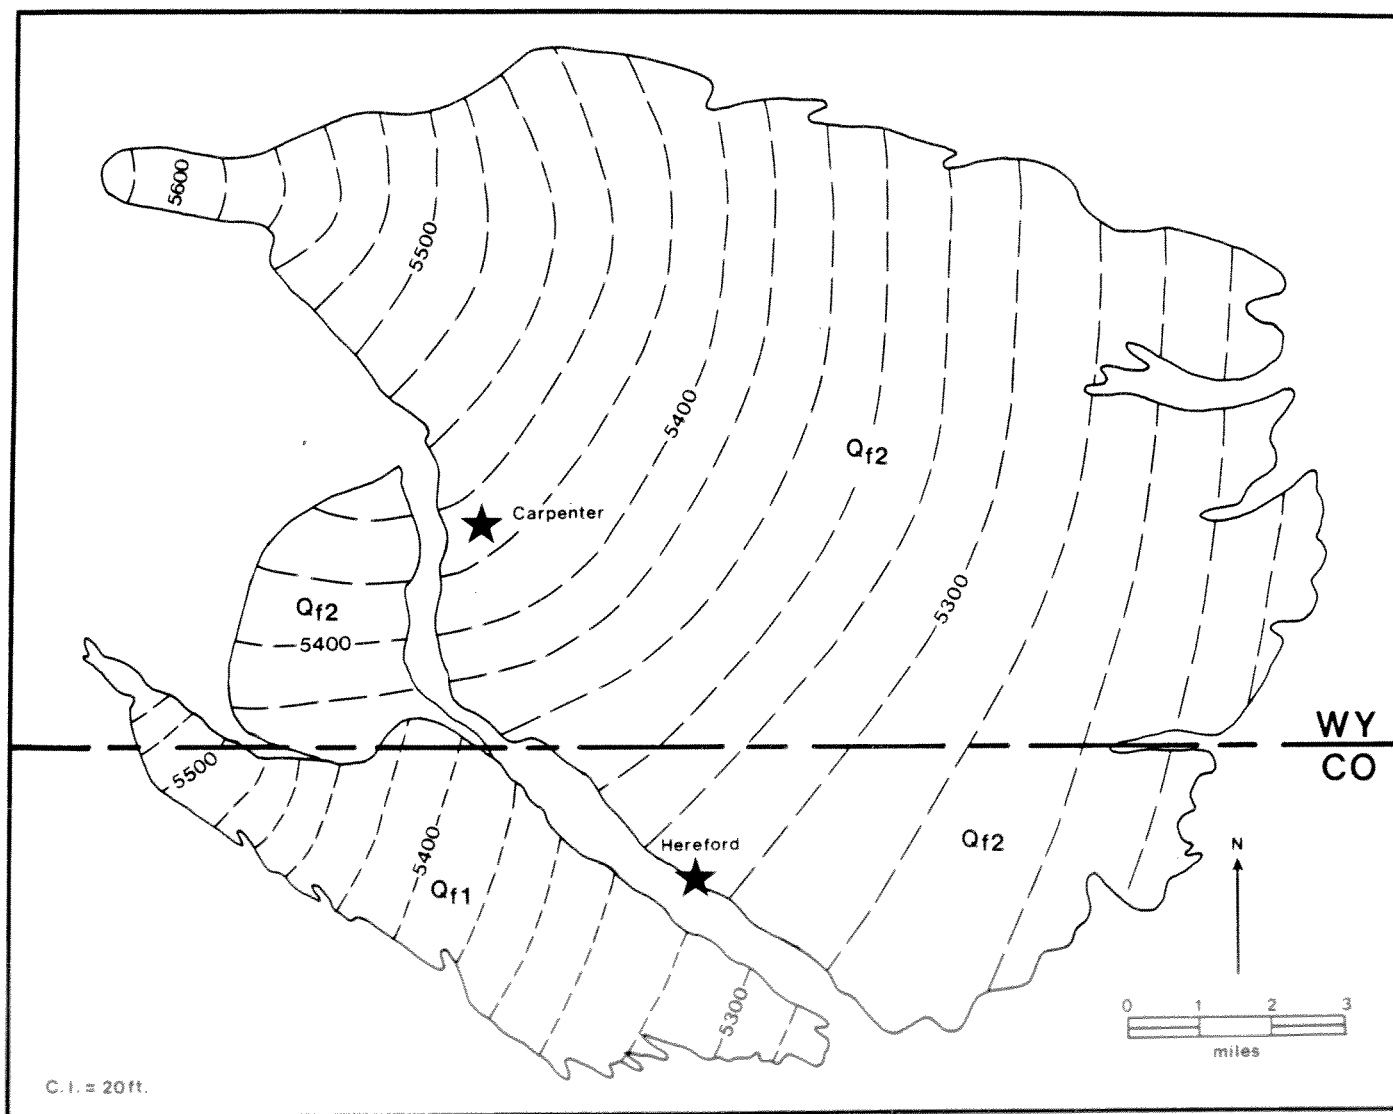 5600
5500
5400
Qf2
Carpenter
5300
Qf2
5400
WY
CO
5500
Hereford
Qf2
5400
Qf1
N
5300
0 1 2 3
miles
C.I. = 20ft.